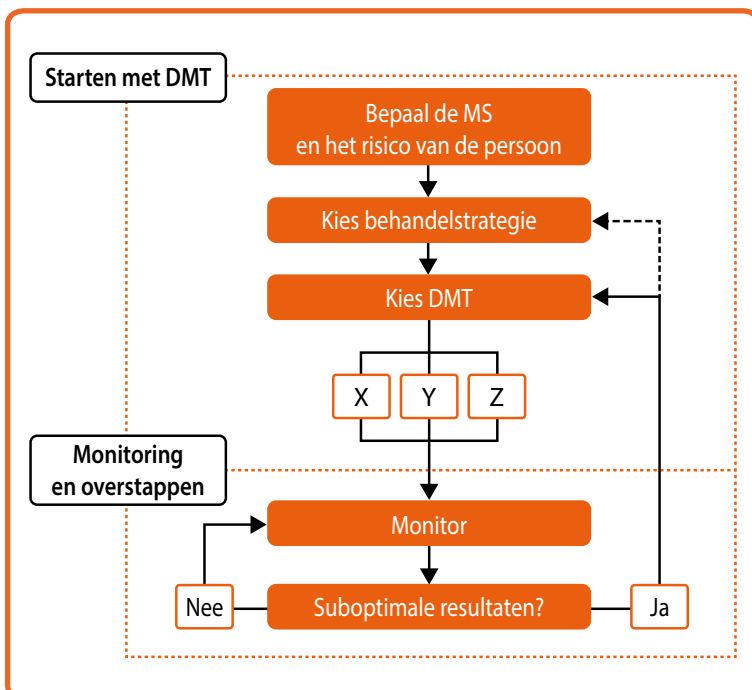 Starten met DMT
Bepaal de MS
en het risico van de persoon
Kies behandelstrategie
Kies DMT
X
Y
Z
Monitoring
en overstappen
Monitor
Nee
Suboptimale resultaten?
Ja